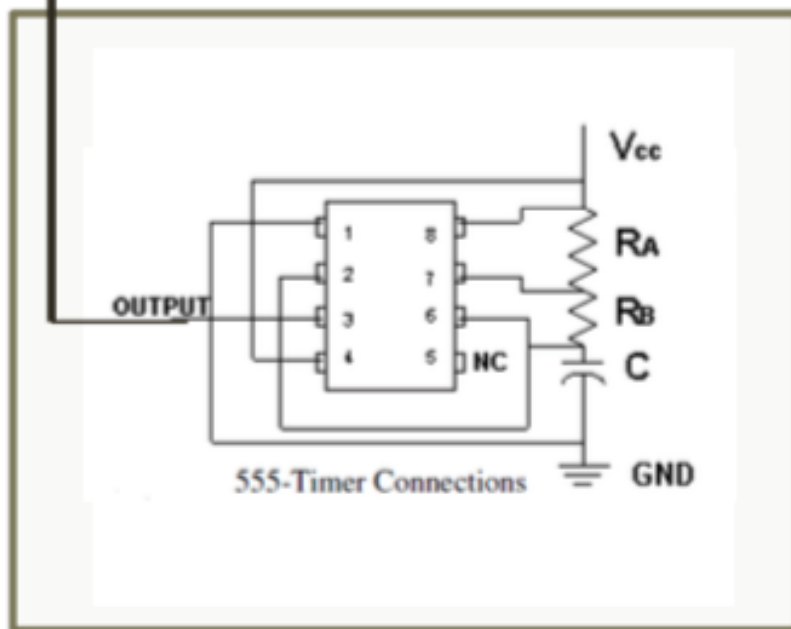 Vcc
1 8
RA
2 7
OUTPUT
3 6
RB
4 5 NC
C
555-Timer Connections
GND